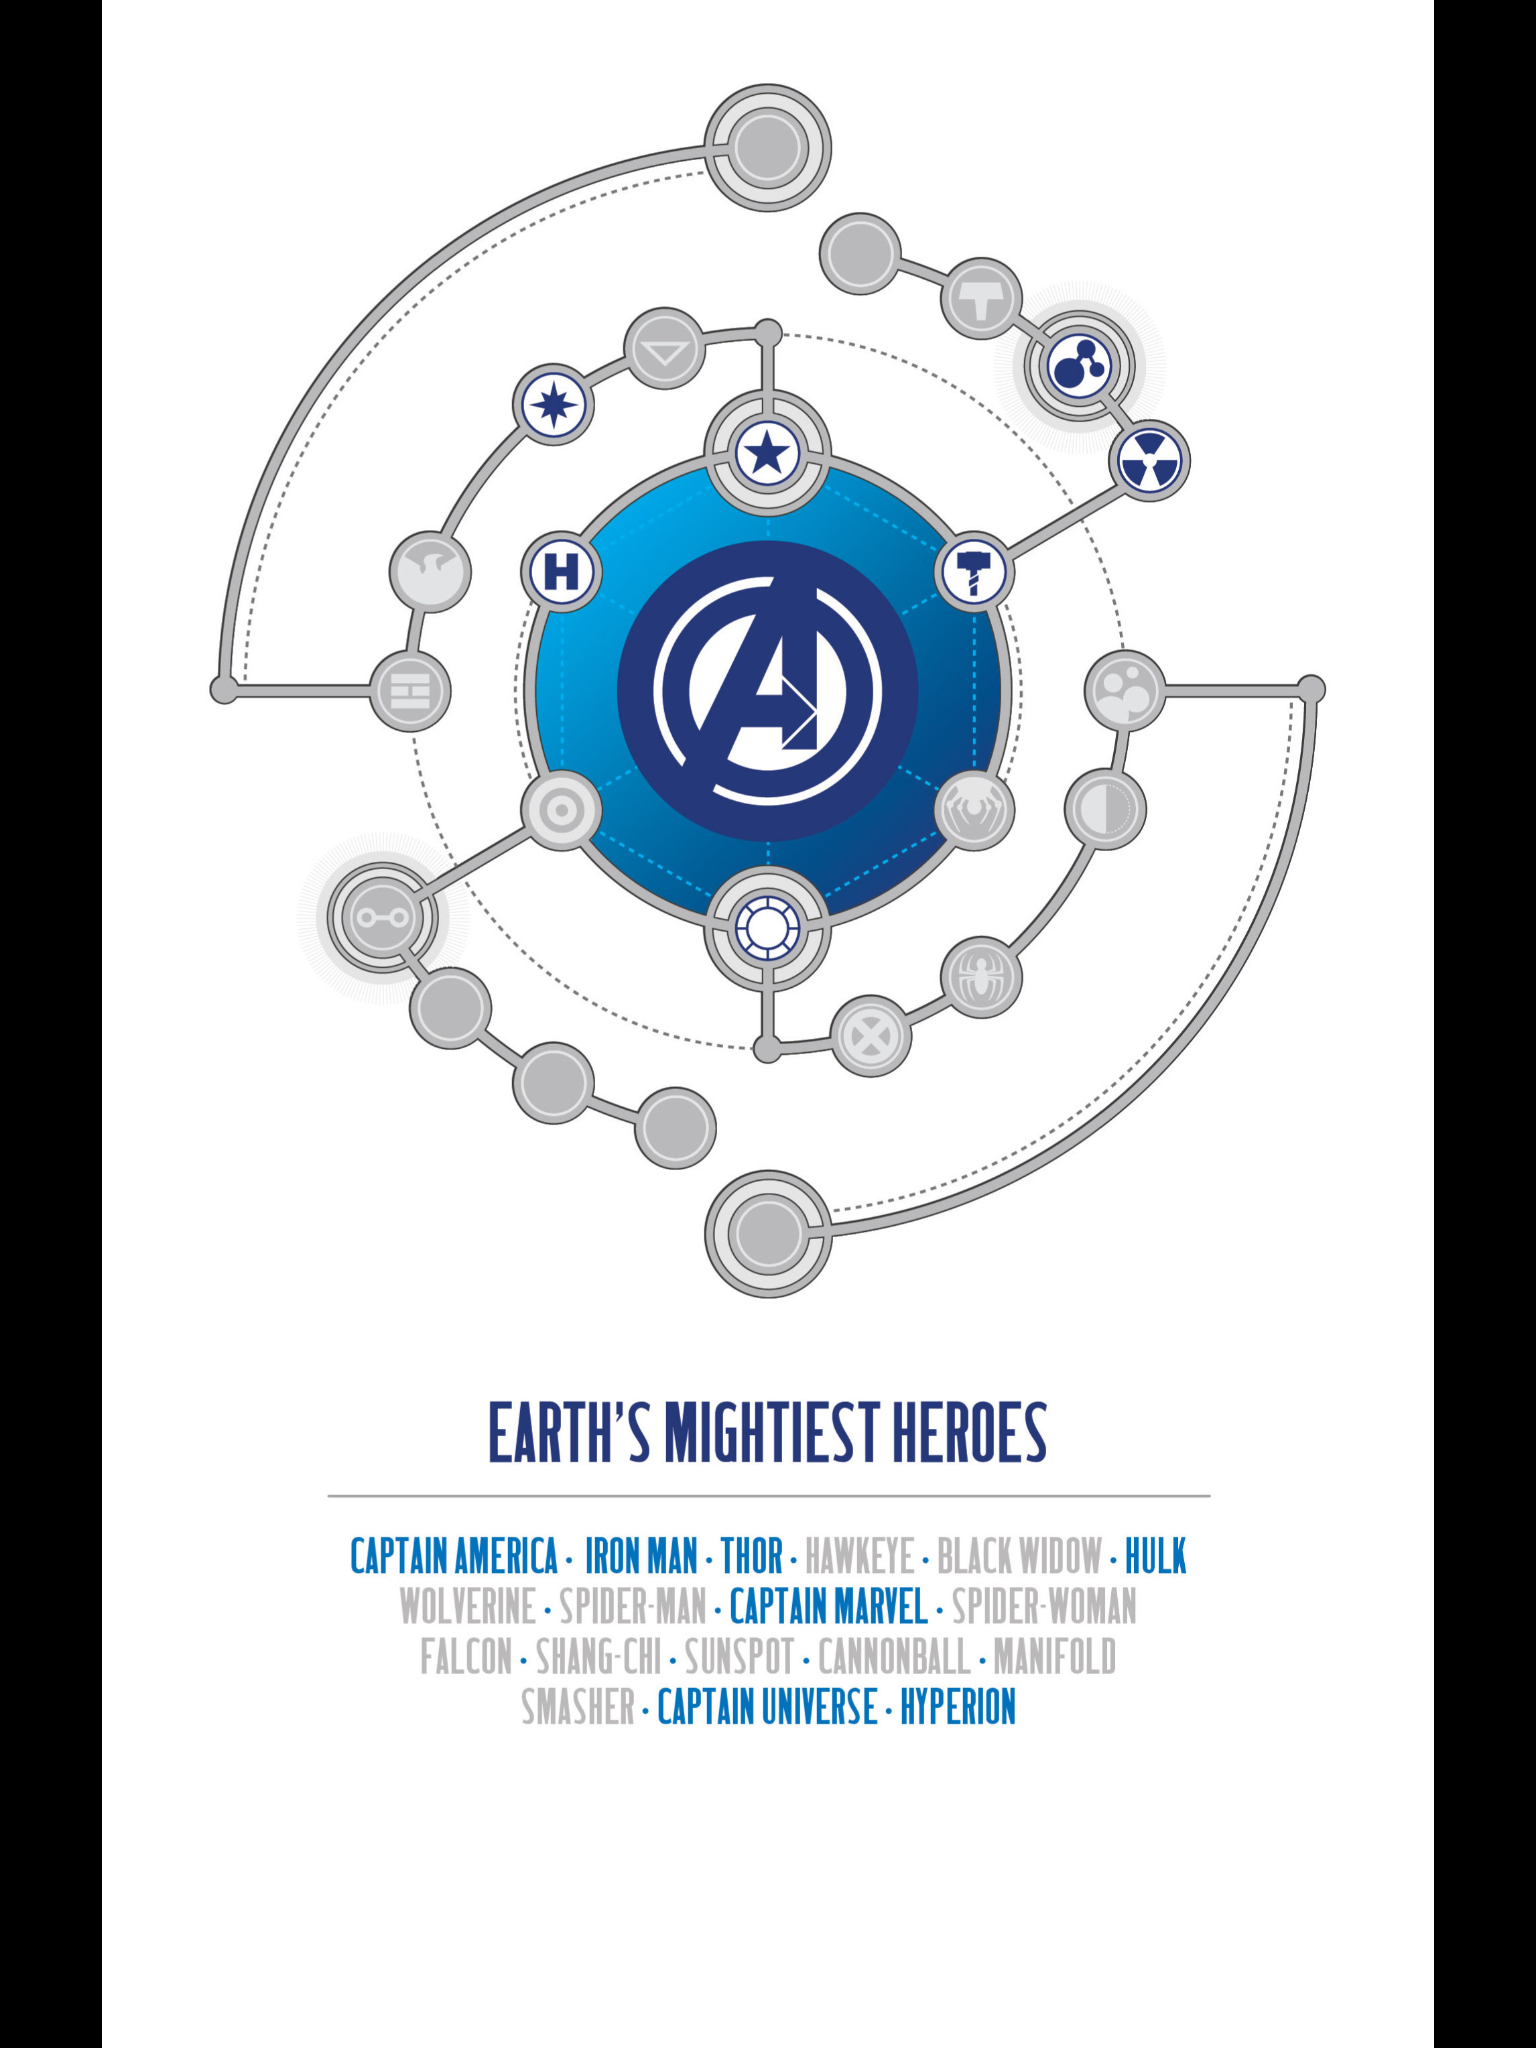 H
A
EARTH'S MIGHTIEST HEROES
CAPTAIN AMERICA · IRON MAN · THOR · HAWKEYE · BLACK WIDOW · HULK
WOLVERINE · SPIDER-MAN · CAPTAIN MARVEL · SPIDER-WOMAN
FALCON · SHANG-CHI · SUNSPOT · CANNONBALL · MANIFOLD
SMASHER · CAPTAIN UNIVERSE · HYPERION